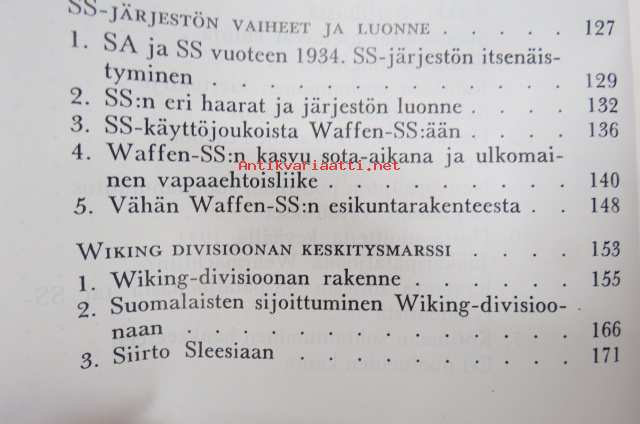 SS-JÄRJESTÖN VAIHEET JA LUONNE . . . . . 127
1. SA ja SS vuoteen 1934. SS-järjestön itsenäis-
tyminen . . . . . . . . . . . . 129
2. SS:n eri haarat ja järjestön luonne . . . . 132
3. SS-käyttöjoukoista Waffen-SS:ään . . . . 136
4. Waffen-SS:n kasvu sota-aikana ja ulkomai-
Antikvariaatti.net
nen vapaaehtoisliike . . . . . . . . 140
5. Vähän Waffen-SS:n esikuntarakenteesta . . 148
WIKING DIVISIOONAN KESKITYSMARSSI . . . . 153
1. Wiking-divisioonan rakenne . . . . . . 155
2. Suomalaisten sijoittuminen Wiking-divisioo-
naan . . . . . . . . . . . . . 166
3. Siirto Sleesiaan . . . . . . . . . 171